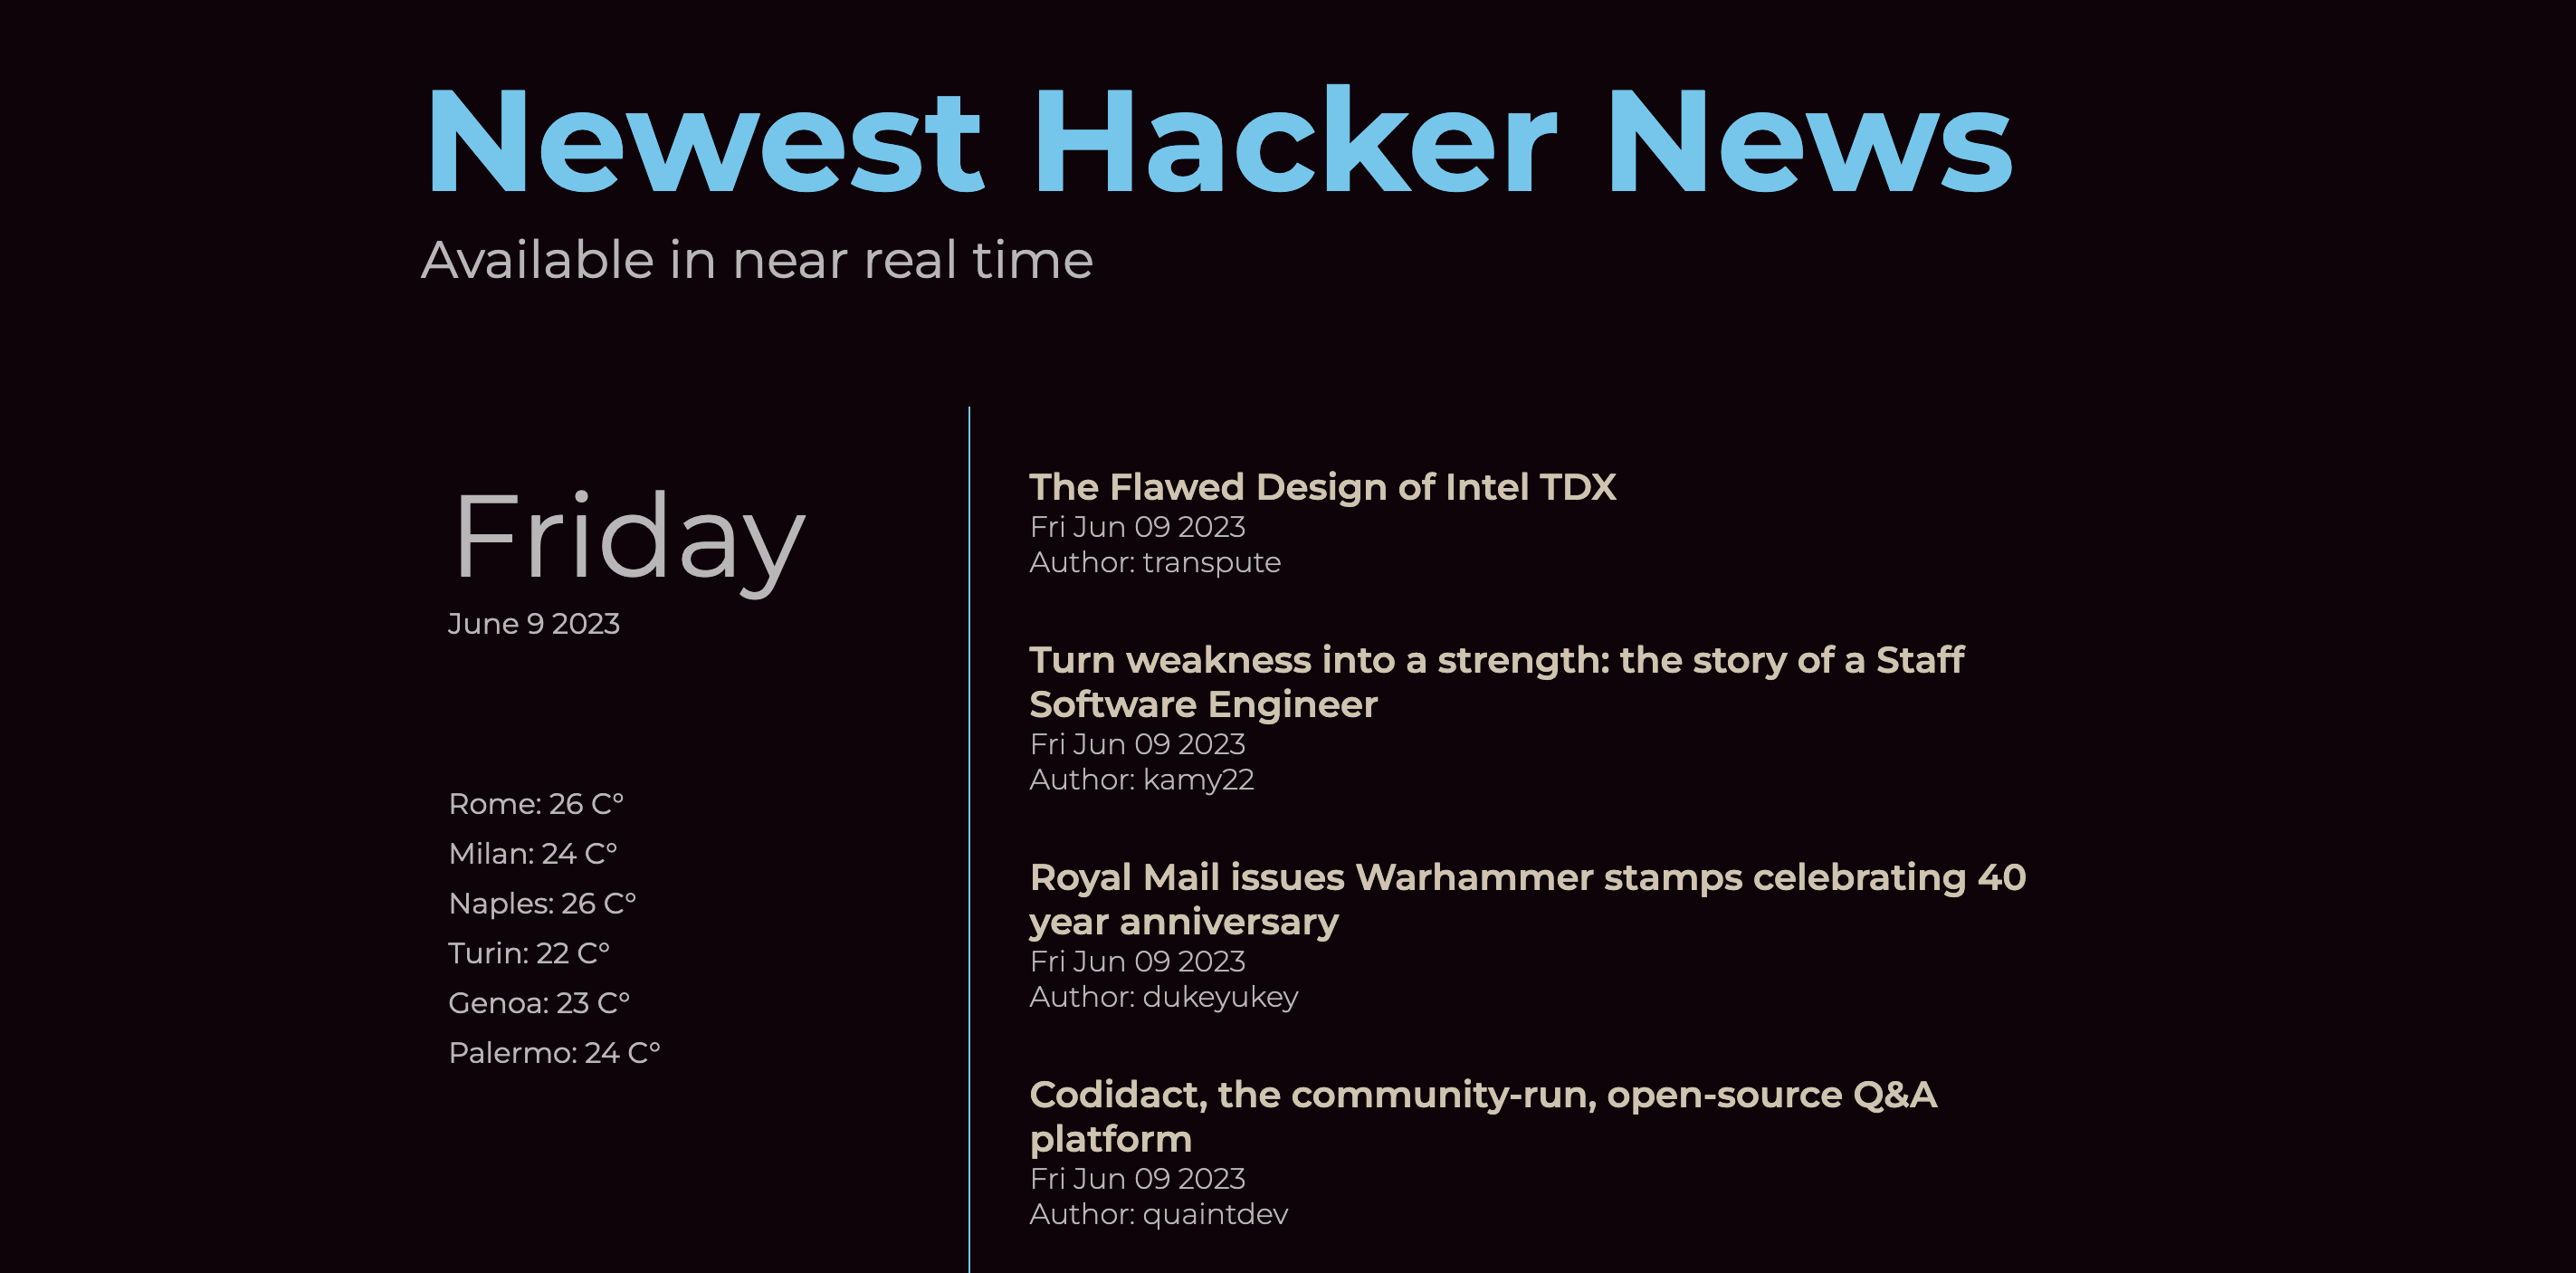 Newest Hacker News
Available in near real time
Friday
June 9 2023
Rome: 26 C°
Milan: 24 C°
Naples: 26 C°
Turin: 22 C°
Genoa: 23 C°
Palermo: 24 C°
The Flawed Design of Intel TDX
Fri Jun 09 2023
Author: transpute
Turn weakness into a strength: the story of a Staff
Software Engineer
Fri Jun 09 2023
Author: kamy22
Royal Mail issues Warhammer stamps celebrating 40
year anniversary
Fri Jun 09 2023
Author: dukeyukey
Codidact, the community-run, open-source Q&A
platform
Fri Jun 09 2023
Author: quaintdev